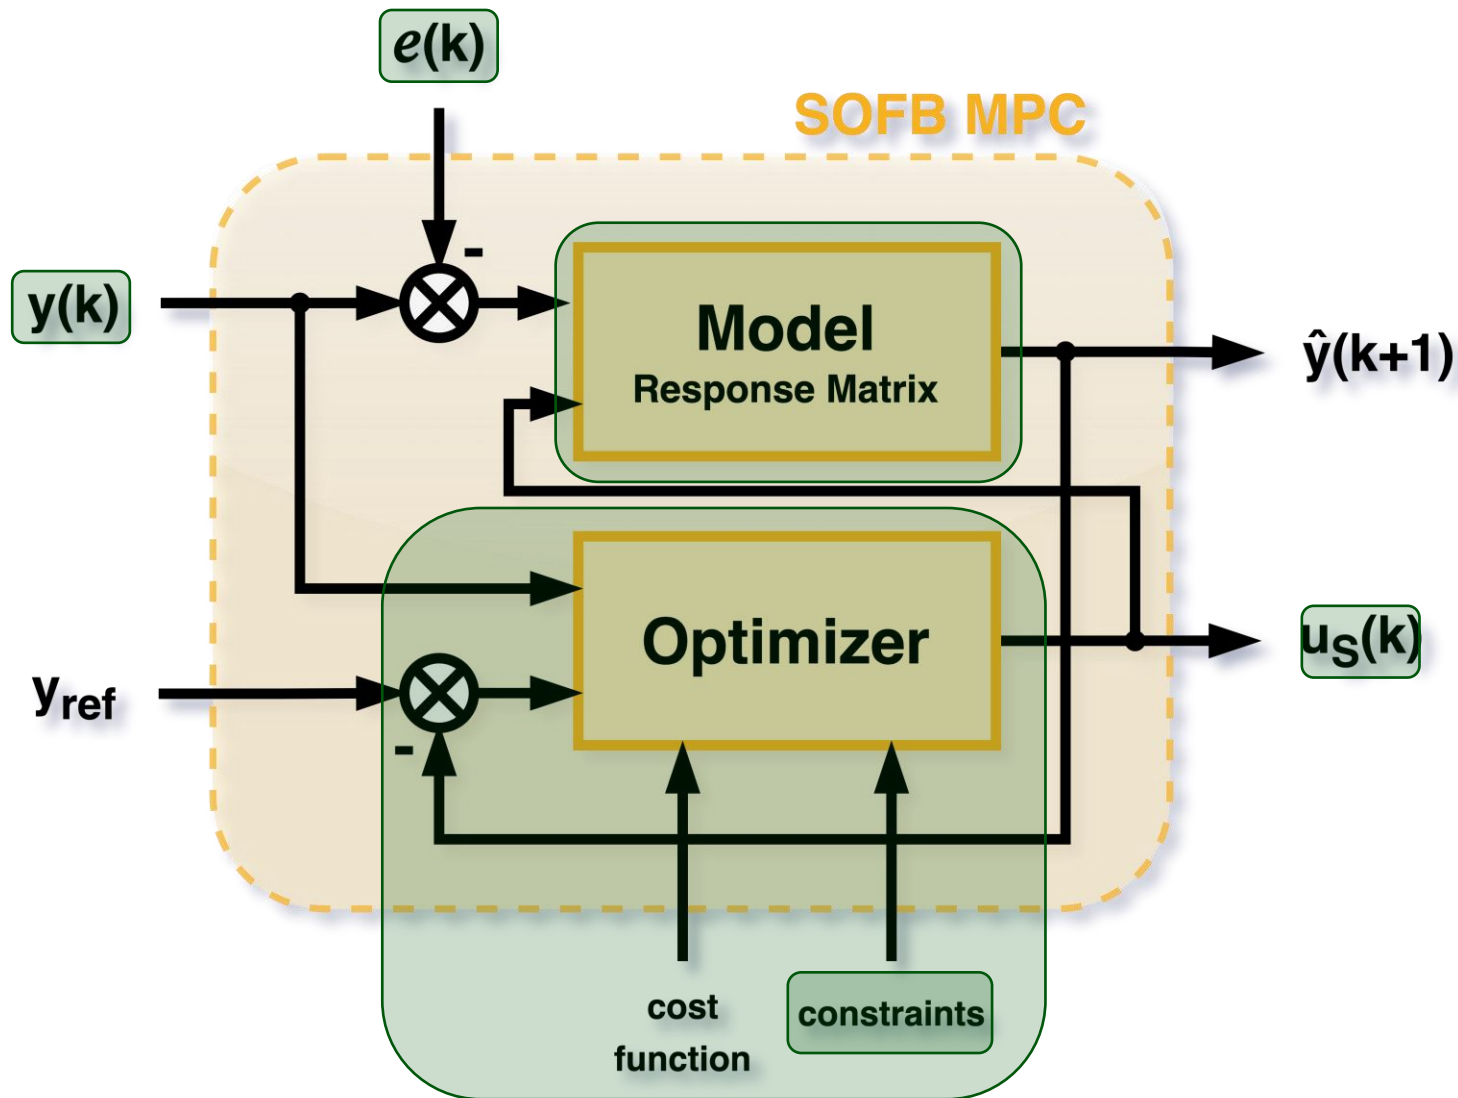 e(k)
SOFB MPC
-
y(k)
Model
Response Matrix
ŷ(k+1)
Optimizer
u_S(k)
y_ref
-
cost
function
constraints